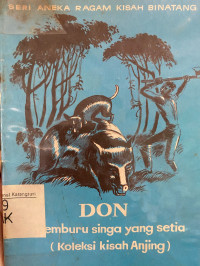 SERI ANEKA RAGAM KISAH BINATANG
DON
emburu singa yang setia
( Koleksi kisah Anjing )